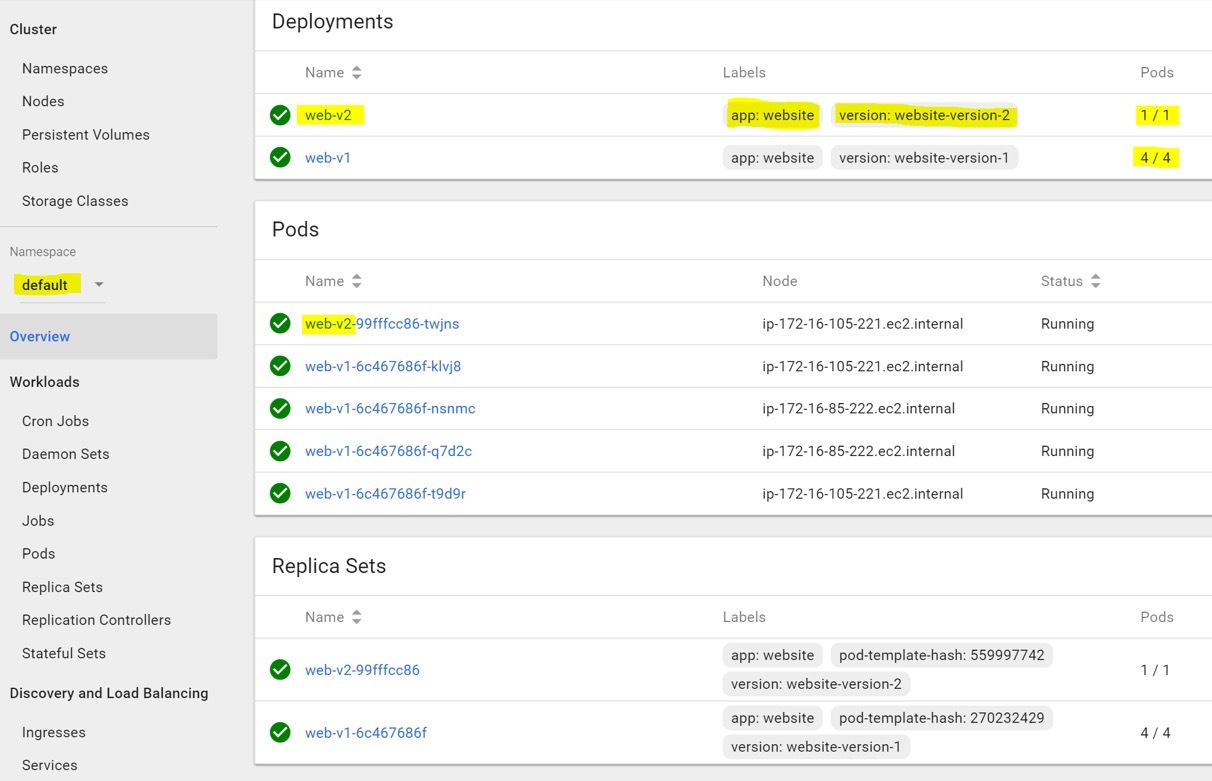 Cluster
Namespaces
Nodes
Persistent Volumes
Roles
Storage Classes
Namespace
default
Overview
Workloads
Cron Jobs
Daemon Sets
Deployments
Jobs
Pods
Replica Sets
Replication Controllers
Stateful Sets
Discovery and Load Balancing
Ingresses
Services
Deployments
Name Labels Pods
web-v2 app: website version: website-version-2 1 / 1
web-v1 app: website version: website-version-1 4 / 4
Pods
Name Node Status
web-v2-99fffcc86-twjns ip-172-16-105-221.ec2.internal Running
web-v1-6c467686f-klvj8 ip-172-16-105-221.ec2.internal Running
web-v1-6c467686f-nsnmc ip-172-16-85-222.ec2.internal Running
web-v1-6c467686f-q7d2c ip-172-16-85-222.ec2.internal Running
web-v1-6c467686f-t9d9r ip-172-16-105-221.ec2.internal Running
Replica Sets
Name Labels Pods
web-v2-99fffcc86 app: website pod-template-hash: 559997742 1 / 1
version: website-version-2
web-v1-6c467686f app: website pod-template-hash: 270232429 4 / 4
version: website-version-1